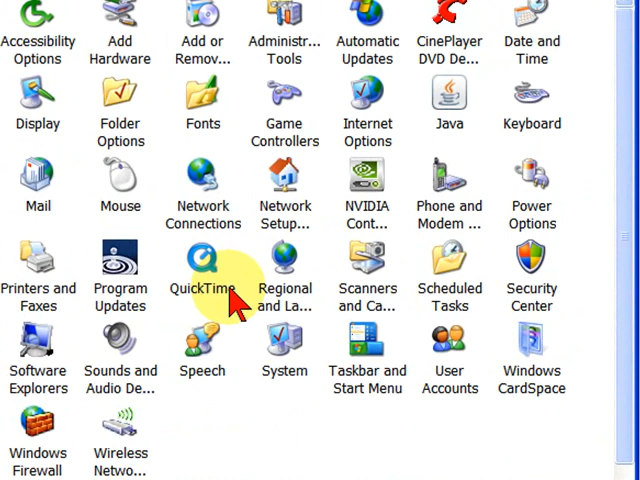 Accessibility Options
Add Hardware
Add or Remov...
Administr... Tools
Automatic Updates
CinePlayer DVD De...
Date and Time
Display
Folder Options
Fonts
Game Controllers
Internet Options
Java
Keyboard
Mail
Mouse
Network Connections
Network Setup...
NVIDIA Cont...
Phone and Modem ...
Power Options
Printers and Faxes
Program Updates
QuickTime
Regional and La...
Scanners and Ca...
Scheduled Tasks
Security Center
Software Explorers
Sounds and Audio De...
Speech
System
Taskbar and Start Menu
User Accounts
Windows CardSpace
Windows Firewall
Wireless Netwo...